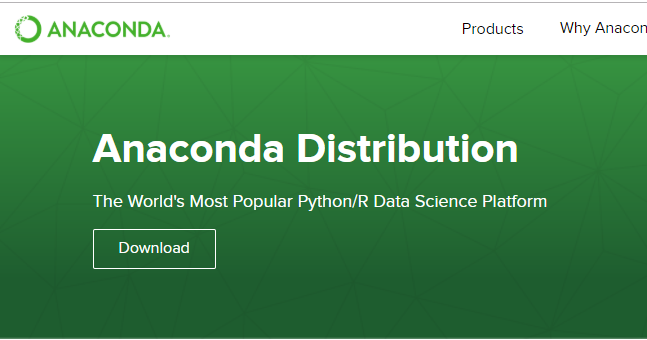 ANACONDA.
Products
Why Anacon
Anaconda Distribution
The World's Most Popular Python/R Data Science Platform
Download